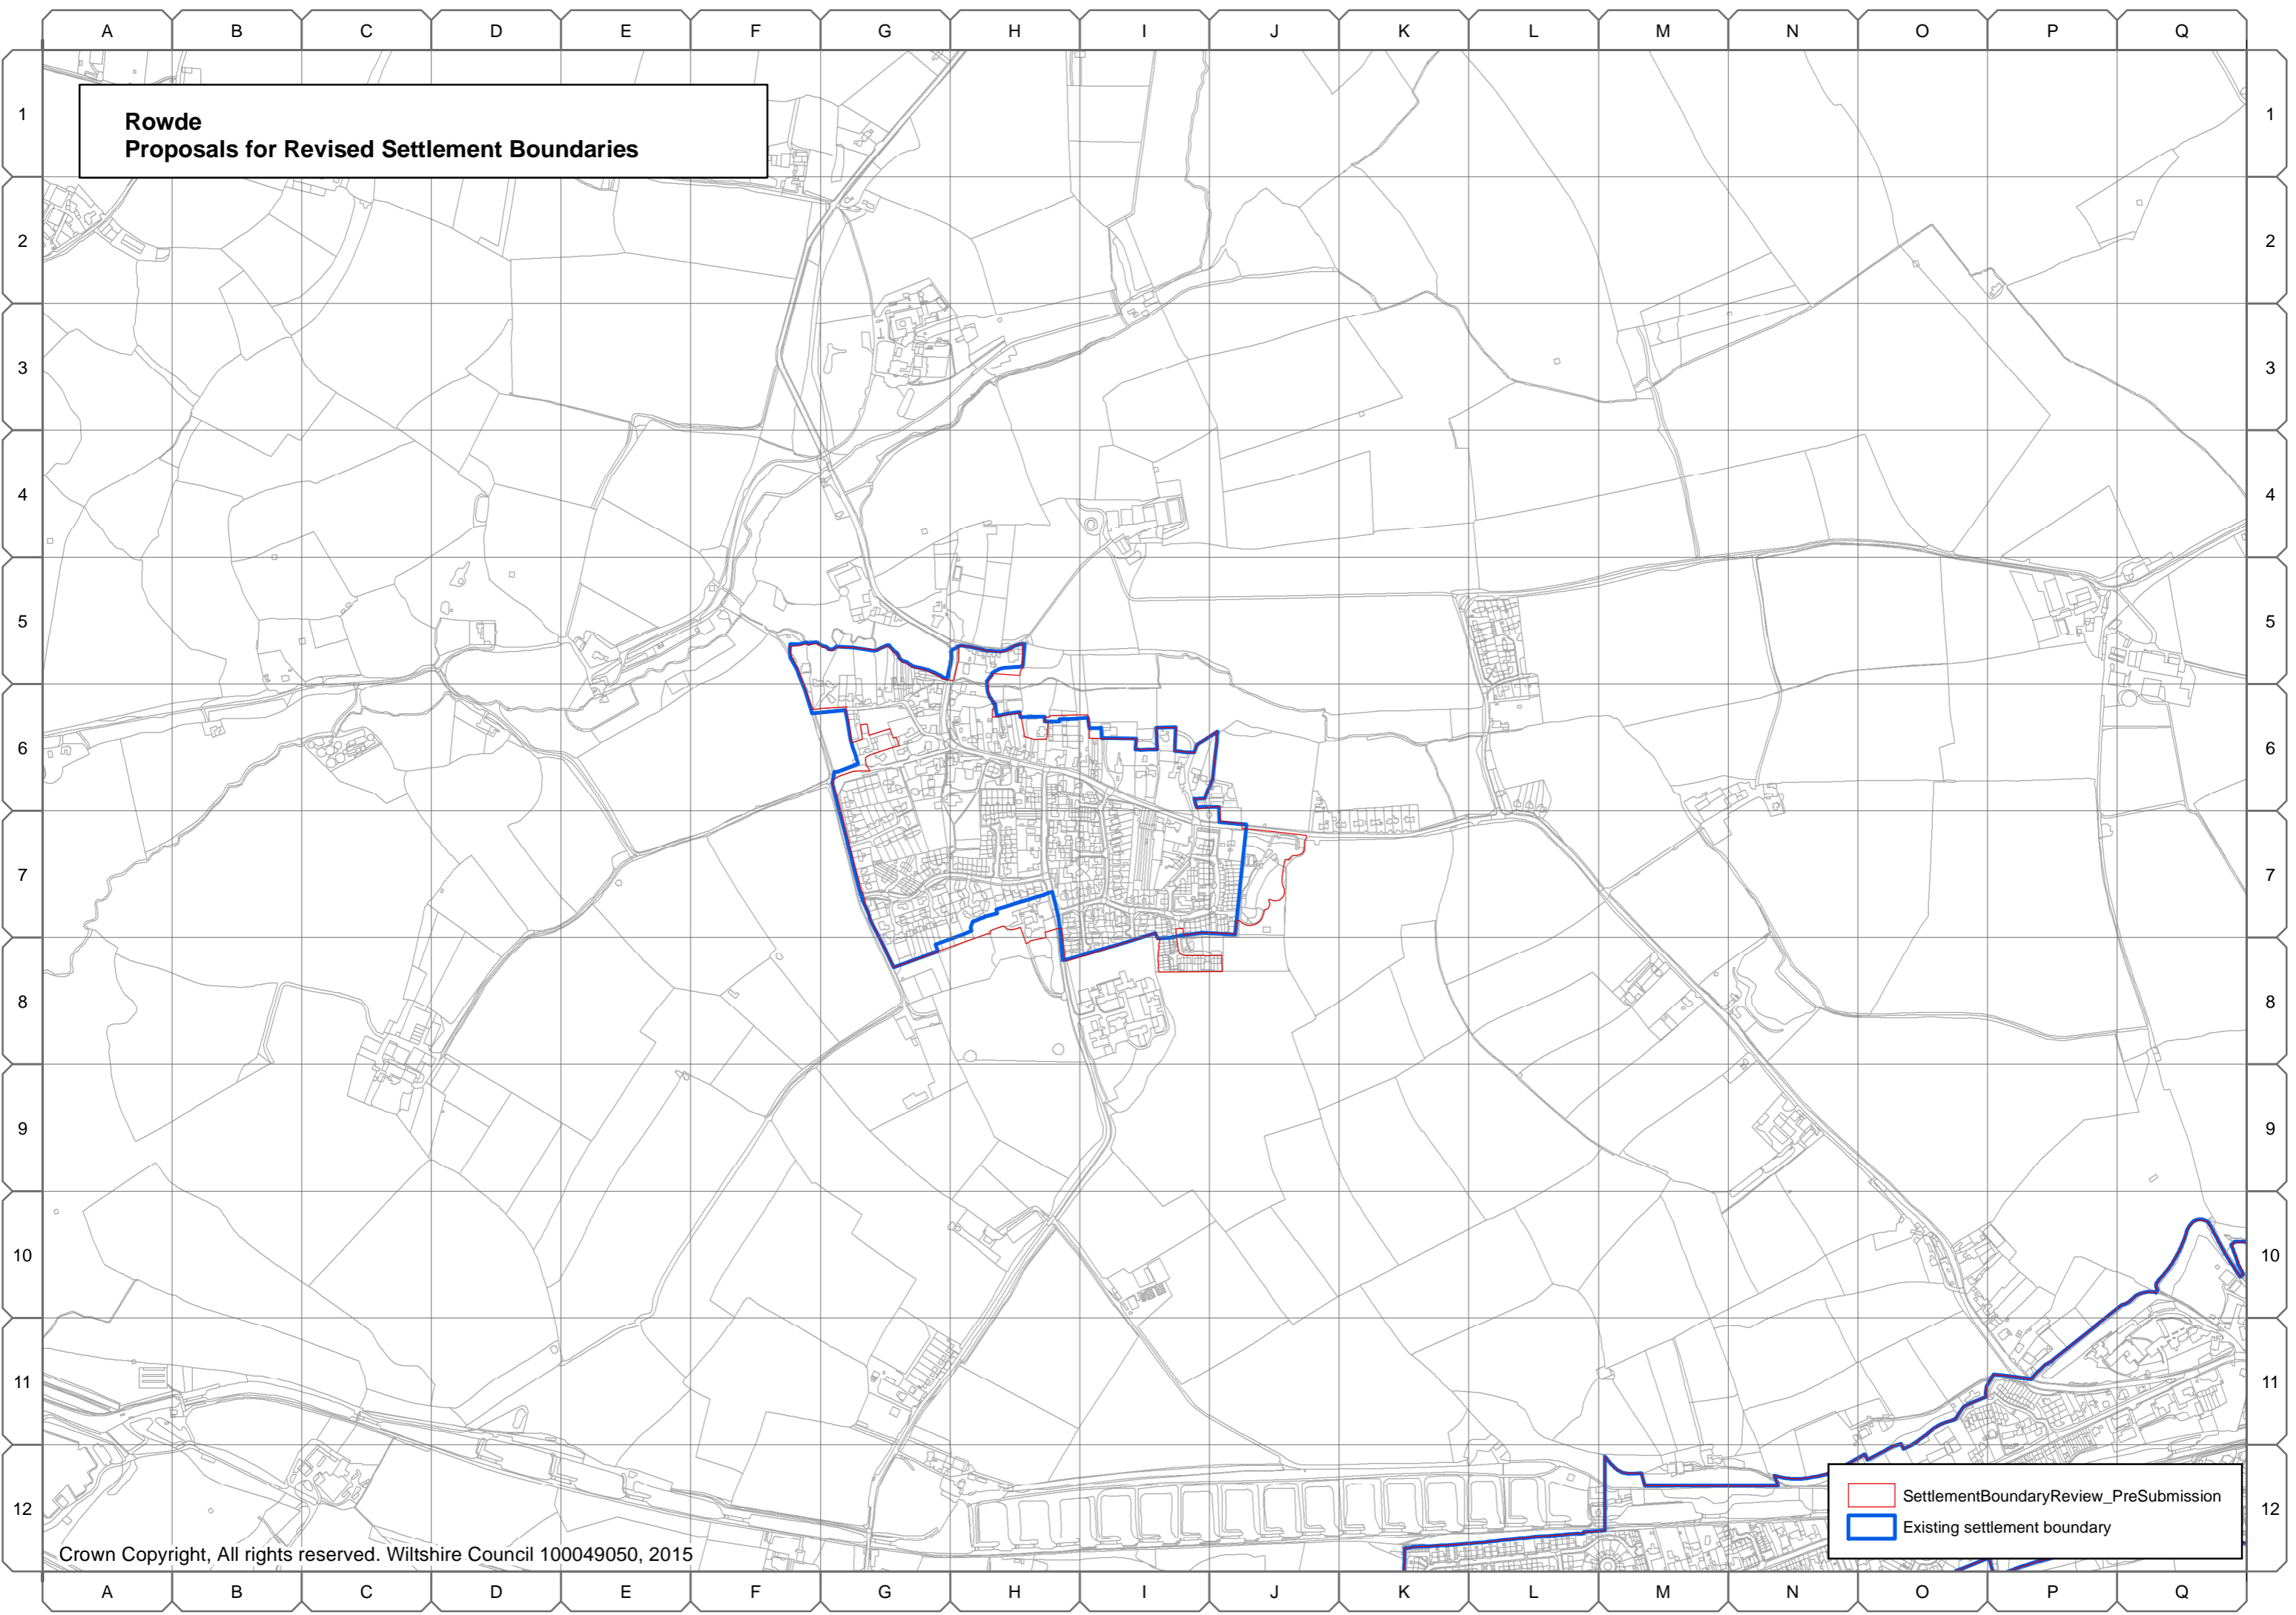 A B C D E F G H I J K L M N O P Q
Rowde
Proposals for Revised Settlement Boundaries
1 1
2 2
3 3
4 4
5 5
6 6
7 7
8 8
9 9
10 10
11 11
12 12
SettlementBoundaryReview_PreSubmission
Existing settlement boundary
Crown Copyright, All rights reserved. Wiltshire Council 100049050, 2015
A B C D E F G H I J K L M N O P Q